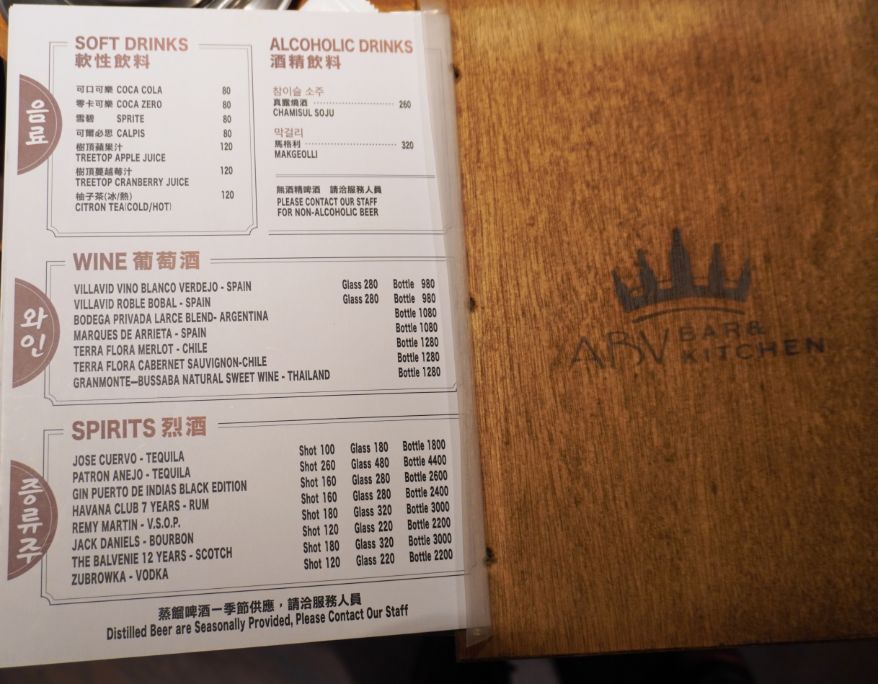 SOFT DRINKS
軟性飲料
음료
可口可樂 COCA COLA 80
零卡可樂 COCA ZERO 80
雪碧 SPRITE 80
可爾必思 CALPIS 80
樹頂蘋果汁 120
TREETOP APPLE JUICE
樹頂蔓越莓汁 120
TREETOP CRANBERRY JUICE
柚子茶(冰/熱) 120
CITRON TEA(COLD/HOT)
ALCOHOLIC DRINKS
酒精飲料
참이슬 소주
真露燒酒 260
CHAMISUL SOJU
막걸리
馬格利 320
MAKGEOLLI
無酒精啤酒 請洽服務人員
PLEASE CONTACT OUR STAFF
FOR NON-ALCOHOLIC BEER
WINE 葡萄酒
와인
VILLAVID VINO BLANCO VERDEJO - SPAIN Glass 280 Bottle 980
VILLAVID ROBLE BOBAL - SPAIN Glass 280 Bottle 980
BODEGA PRIVADA LARCE BLEND- ARGENTINA Bottle 1080
MARQUES DE ARRIETA - SPAIN Bottle 1080
TERRA FLORA MERLOT - CHILE Bottle 1280
TERRA FLORA CABERNET SAUVIGNON-CHILE Bottle 1280
GRANMONTE—BUSSABA NATURAL SWEET WINE - THAILAND Bottle 1280
SPIRITS 烈酒
증류주
JOSE CUERVO - TEQUILA Shot 100 Glass 180 Bottle 1800
PATRON ANEJO - TEQUILA Shot 260 Glass 480 Bottle 4400
GIN PUERTO DE INDIAS BLACK EDITION Shot 160 Glass 280 Bottle 2600
HAVANA CLUB 7 YEARS - RUM Shot 160 Glass 280 Bottle 2400
REMY MARTIN - V.S.O.P. Shot 180 Glass 320 Bottle 3000
JACK DANIELS - BOURBON Shot 120 Glass 220 Bottle 2200
THE BALVENIE 12 YEARS - SCOTCH Shot 180 Glass 320 Bottle 3000
ZUBROWKA - VODKA Shot 120 Glass 220 Bottle 2200
蒸餾啤酒一季節供應，請洽服務人員
Distilled Beer are Seasonally Provided, Please Contact Our Staff
ABV BAR &
KITCHEN